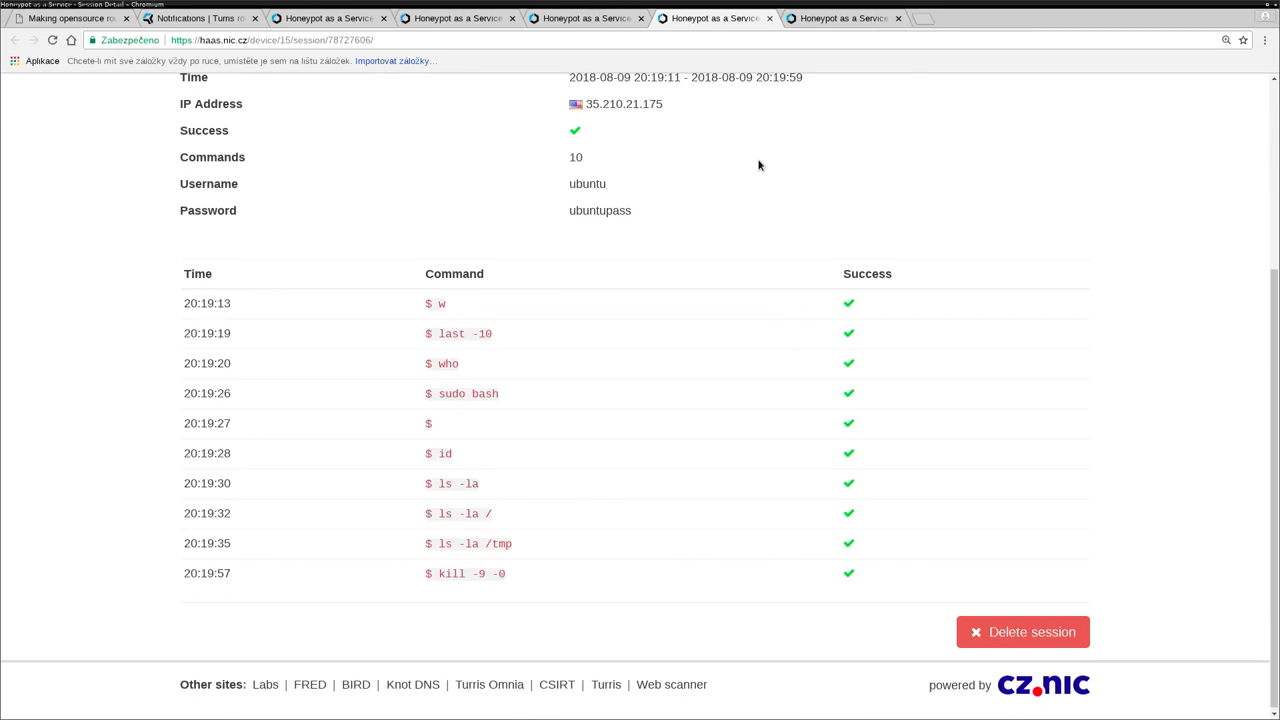 Honeypot as a Service - Session Detail - Chromium
Making opensource ro
Notifications | Turris ro
Honeypot as a Service
Honeypot as a Service
Honeypot as a Service
Honeypot as a Service
Honeypot as a Service
Zabezpečeno | https://haas.nic.cz/device/15/session/78727606/
Aplikace Chcete-li mít své záložky vždy po ruce, umístěte je sem na lištu záložek. Importovat záložky…
Time 2018-08-09 20:19:11 - 2018-08-09 20:19:59
IP Address 35.210.21.175
Success
Commands 10
Username ubuntu
Password ubuntupass
Time Command Success
20:19:13 $ w
20:19:19 $ last -10
20:19:20 $ who
20:19:26 $ sudo bash
20:19:27 $
20:19:28 $ id
20:19:30 $ ls -la
20:19:32 $ ls -la /
20:19:35 $ ls -la /tmp
20:19:57 $ kill -9 -0
Delete session
Other sites: Labs | FRED | BIRD | Knot DNS | Turris Omnia | CSIRT | Turris | Web scanner
powered by cz.nic